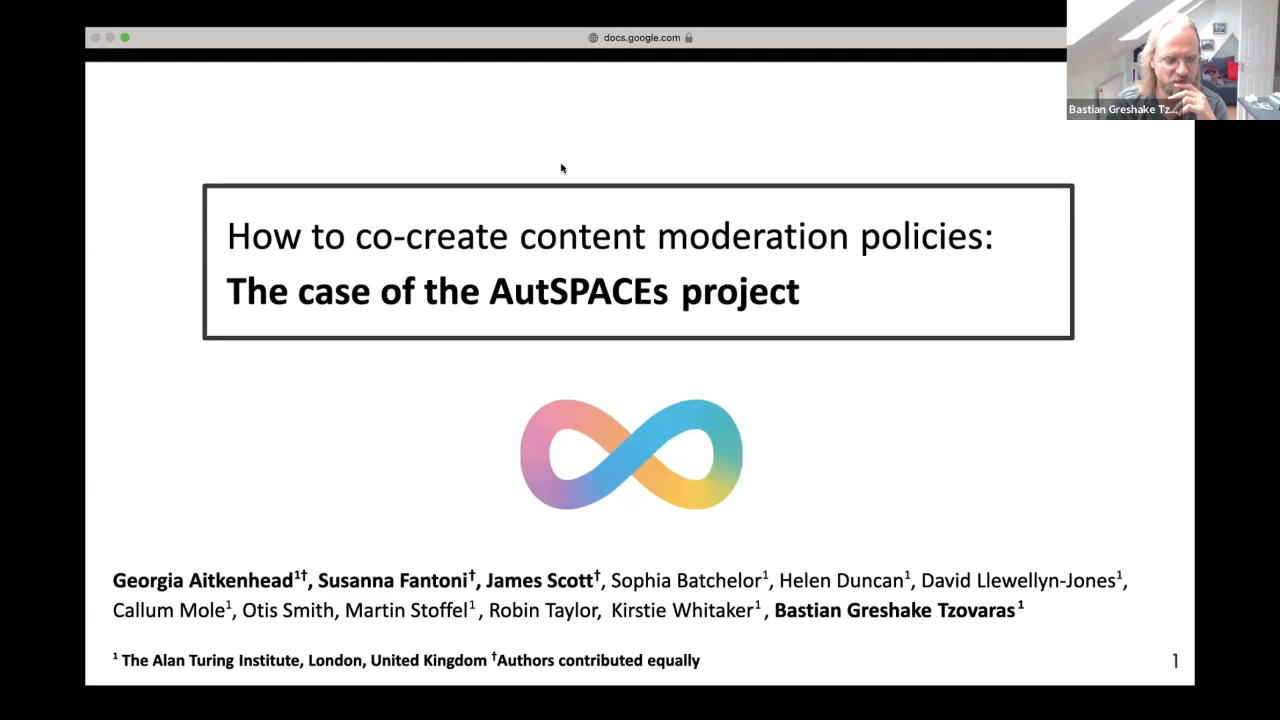 docs.google.com
Bastian Greshake Tz...
How to co-create content moderation policies:
The case of the AutSPACEs project
Georgia Aitkenhead¹†, Susanna Fantoni†, James Scott†, Sophia Batchelor¹, Helen Duncan¹, David Llewellyn-Jones¹,
Callum Mole¹, Otis Smith, Martin Stoffel¹, Robin Taylor, Kirstie Whitaker¹, Bastian Greshake Tzovaras¹
¹ The Alan Turing Institute, London, United Kingdom †Authors contributed equally
1